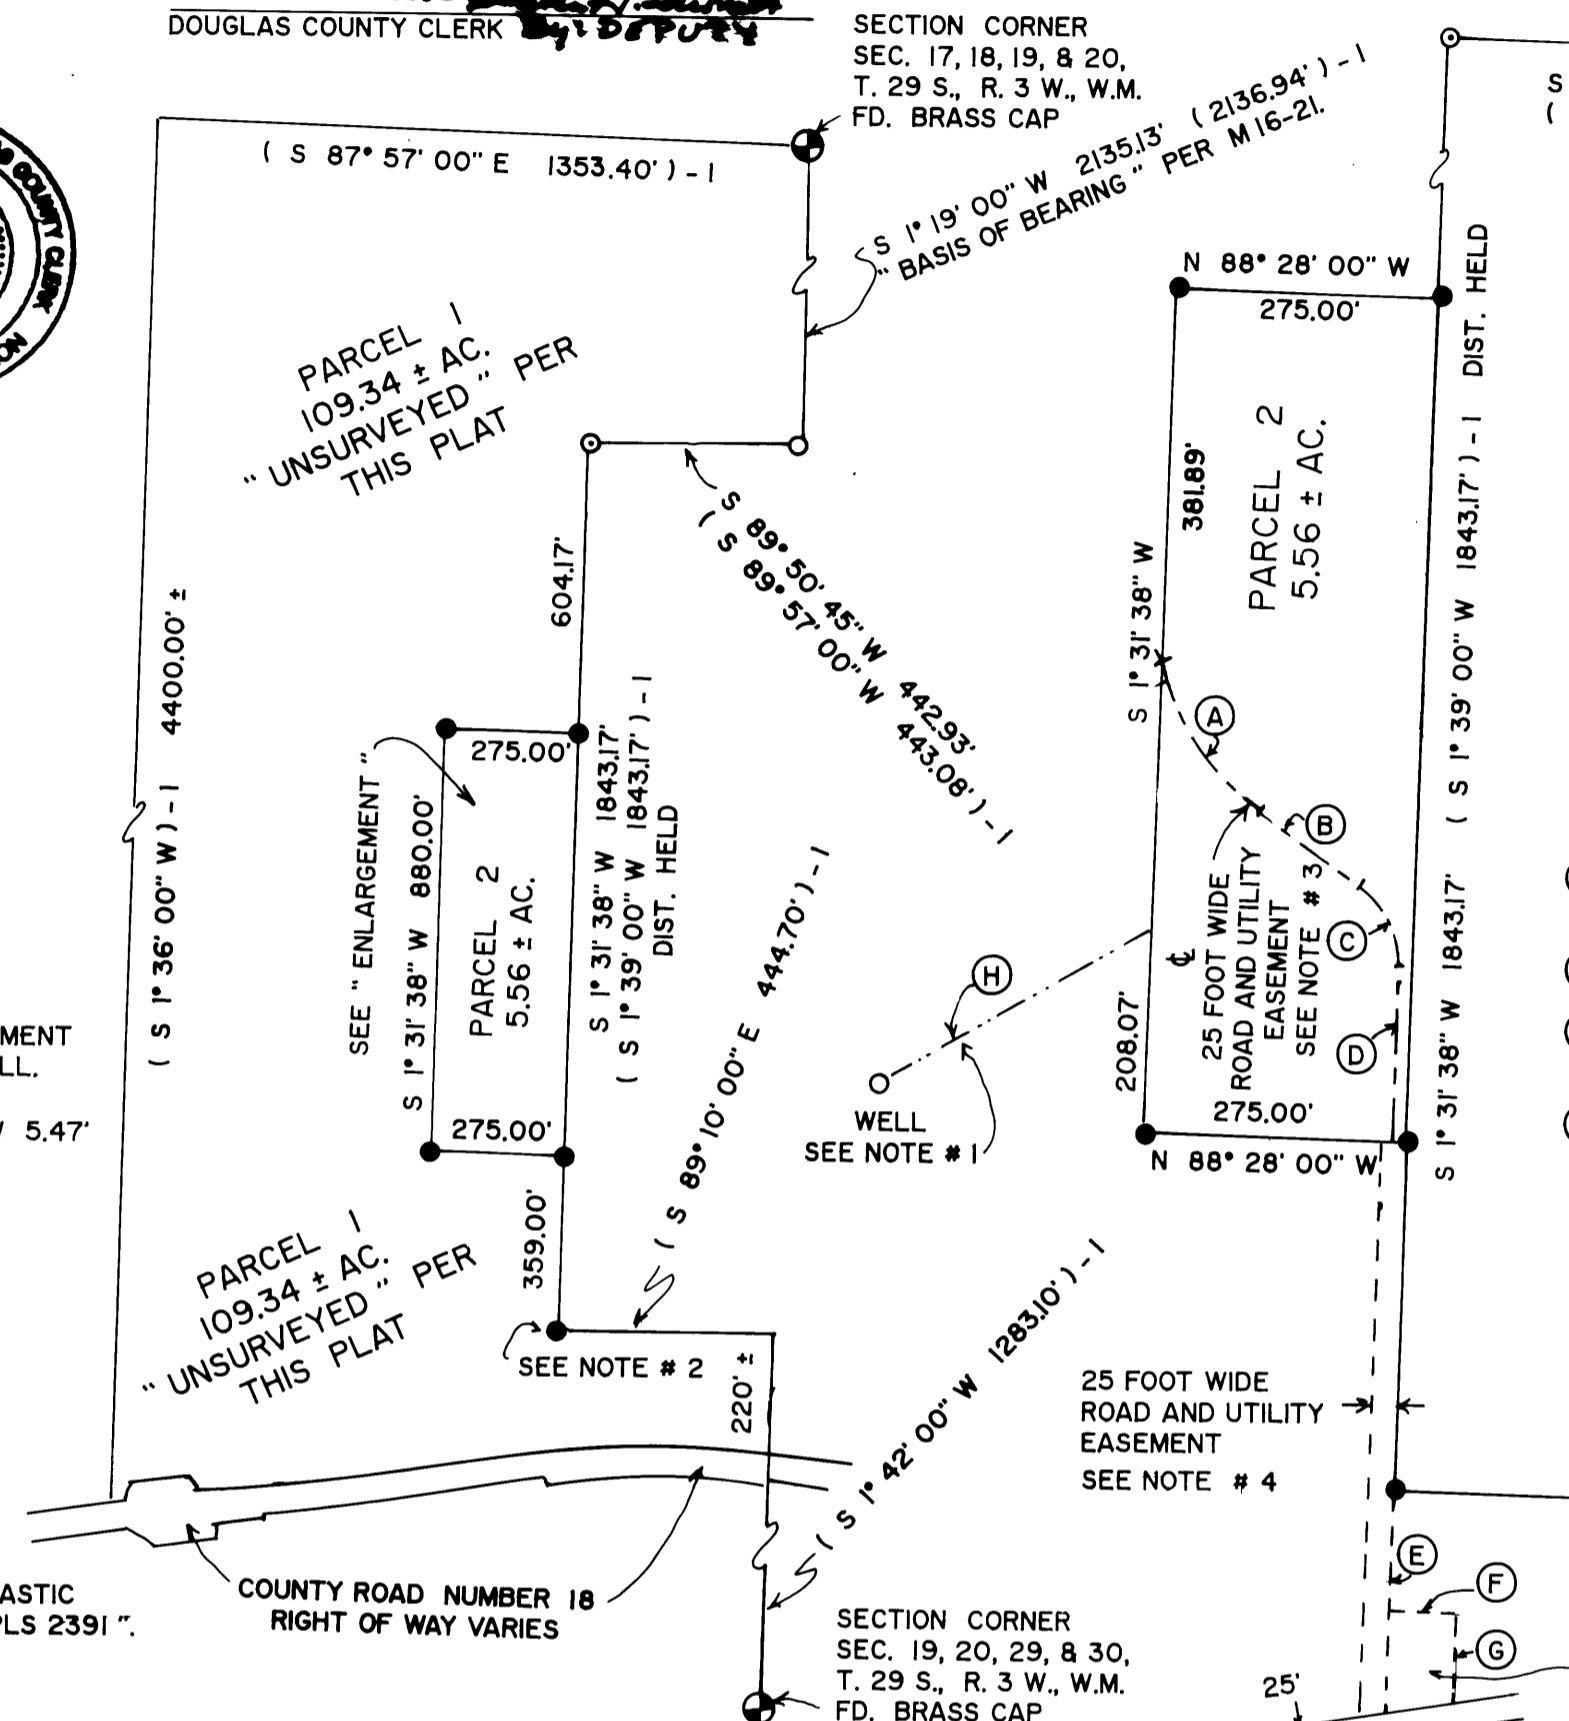 DOUGLAS COUNTY CLERK By: DEPUTY
SECTION CORNER
SEC. 17, 18, 19, & 20,
T. 29 S., R. 3 W., W.M.
FD. BRASS CAP
( S 87° 57' 00" E 1353.40' ) - 1
S 1° 19' 00" W 2135.13' ( 2136.94' ) - 1
" BASIS OF BEARING " PER M 16-21.
COUNTY CLERK
S
(
N 88° 28' 00" W
275.00'
PARCEL 1
109.34 ± AC.
" UNSURVEYED " PER
THIS PLAT
604.17'
S 89° 50' 45" W 442.93'
( S 89° 57' 00" W 443.08' ) - 1
381.89'
PARCEL 2
5.56 ± AC.
S 1° 31' 38" W
S 1° 31' 38" W 1843.17' ( S 1° 39' 00" W 1843.17' ) - 1 DIST. HELD
( S 1° 36' 00" W ) - 1 4400.00' ±
275.00'
SEE " ENLARGEMENT "
S 1° 31' 38" W 880.00'
PARCEL 2
5.56 ± AC.
S 1° 31' 38" W 1843.17'
( S 1° 39' 00" W 1843.17' ) - 1
DIST. HELD
275.00'
A
B
C
D
℄
25 FOOT WIDE
ROAD AND UTILITY
EASEMENT
SEE NOTE # 3
H
WELL
SEE NOTE # 1
208.07'
275.00'
N 88° 28' 00" W
MENT
LL.
5.47'
( S 89° 10' 00" E 444.70' ) - 1
359.00'
PARCEL 1
109.34 ± AC.
" UNSURVEYED " PER
THIS PLAT
SEE NOTE # 2
220' ±
( S 1° 42' 00" W 1283.10' ) - 1
25 FOOT WIDE
ROAD AND UTILITY
EASEMENT
SEE NOTE # 4
E
F
G
25'
COUNTY ROAD NUMBER 18
RIGHT OF WAY VARIES
ASTIC
PLS 2391 ".
SECTION CORNER
SEC. 19, 20, 29, & 30,
T. 29 S., R. 3 W., W.M.
FD. BRASS CAP